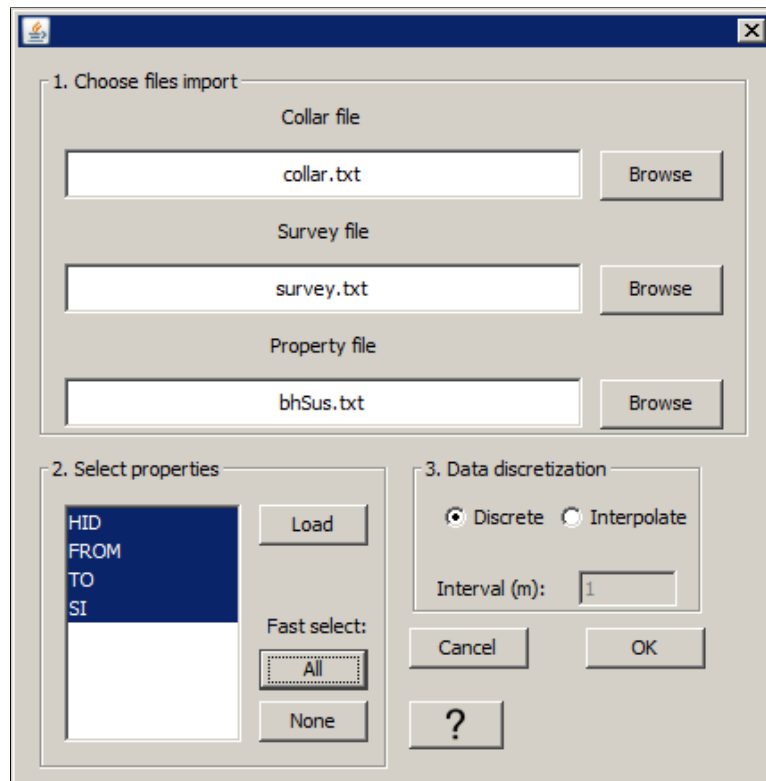 1. Choose files import
Collar file
collar.txt
Browse
Survey file
survey.txt
Browse
Property file
bhSus.txt
Browse
2. Select properties
HID
FROM
TO
SI
Load
Fast select:
All
None
3. Data discretization
Discrete
Interpolate
Interval (m):
1
Cancel
OK
?